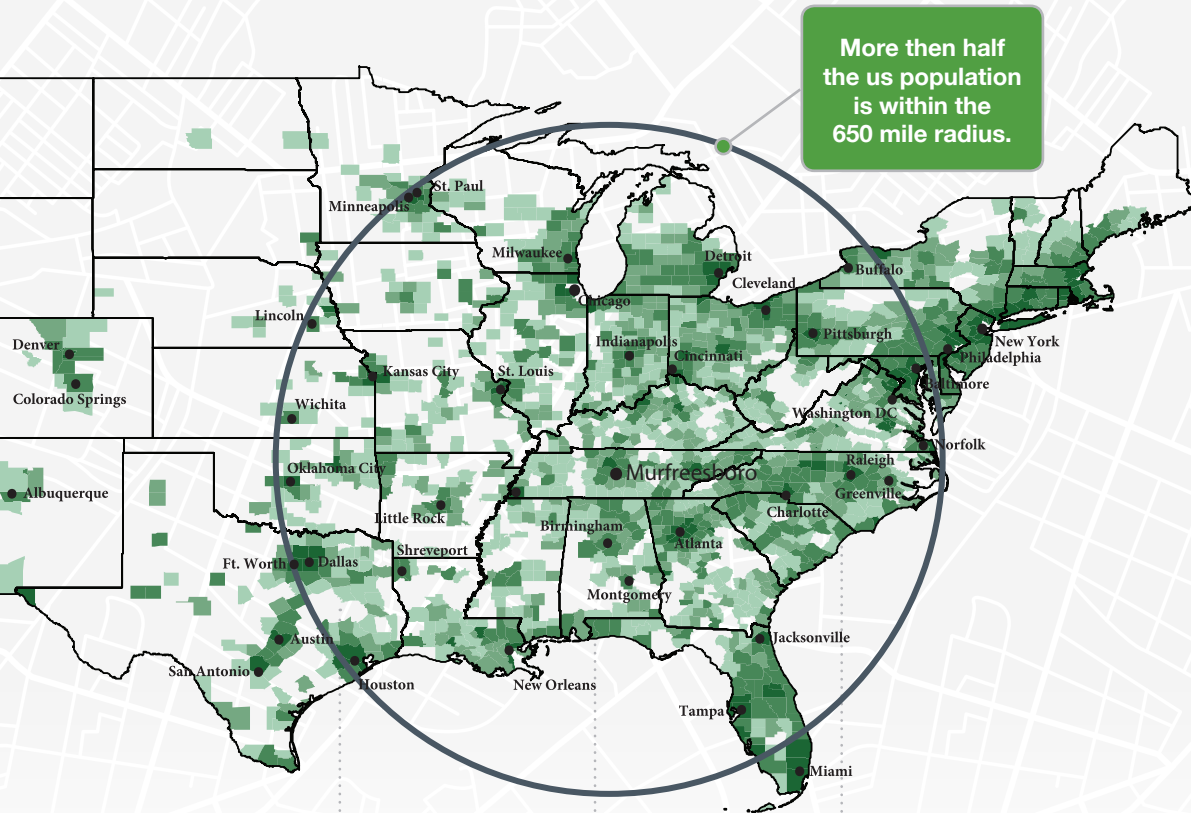 More then half
the us population
is within the
650 mile radius.
St. Paul
Minneapolis
Milwaukee
Detroit
Buffalo
Cleveland
Chicago
Lincoln
Denver
Indianapolis
Pittsburgh
New York
Cincinnati
Philadelphia
Kansas City
St. Louis
Baltimore
Colorado Springs
Wichita
Washington DC
Norfolk
Oklahoma City
Murfreesboro
Raleigh
Albuquerque
Greenville
Little Rock
Charlotte
Birmingham
Atlanta
Shreveport
Ft. Worth
Dallas
Montgomery
Austin
Jacksonville
San Antonio
Houston
New Orleans
Tampa
Miami